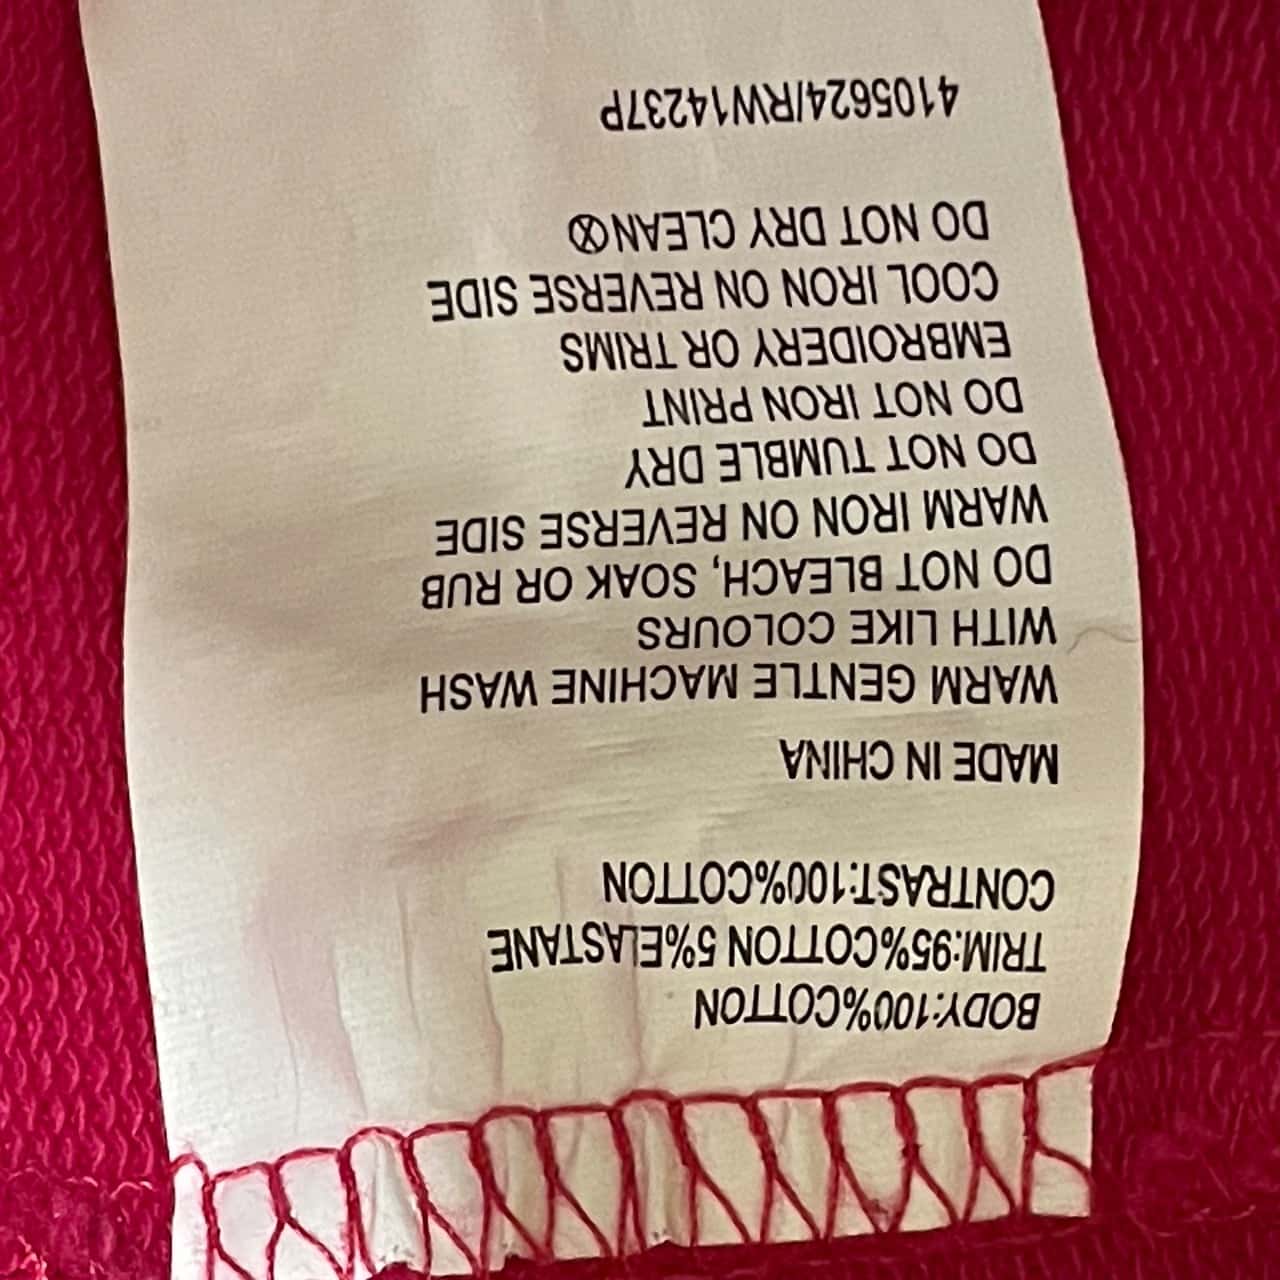 BODY:100%COTTON
TRIM:95%COTTON 5%ELASTANE
CONTRAST:100%COTTON
MADE IN CHINA
WARM GENTLE MACHINE WASH
WITH LIKE COLOURS
DO NOT BLEACH, SOAK OR RUB
WARM IRON ON REVERSE SIDE
DO NOT TUMBLE DRY
DO NOT IRON PRINT
EMBROIDERY OR TRIMS
COOL IRON ON REVERSE SIDE
DO NOT DRY CLEAN
4105624/RW14237P